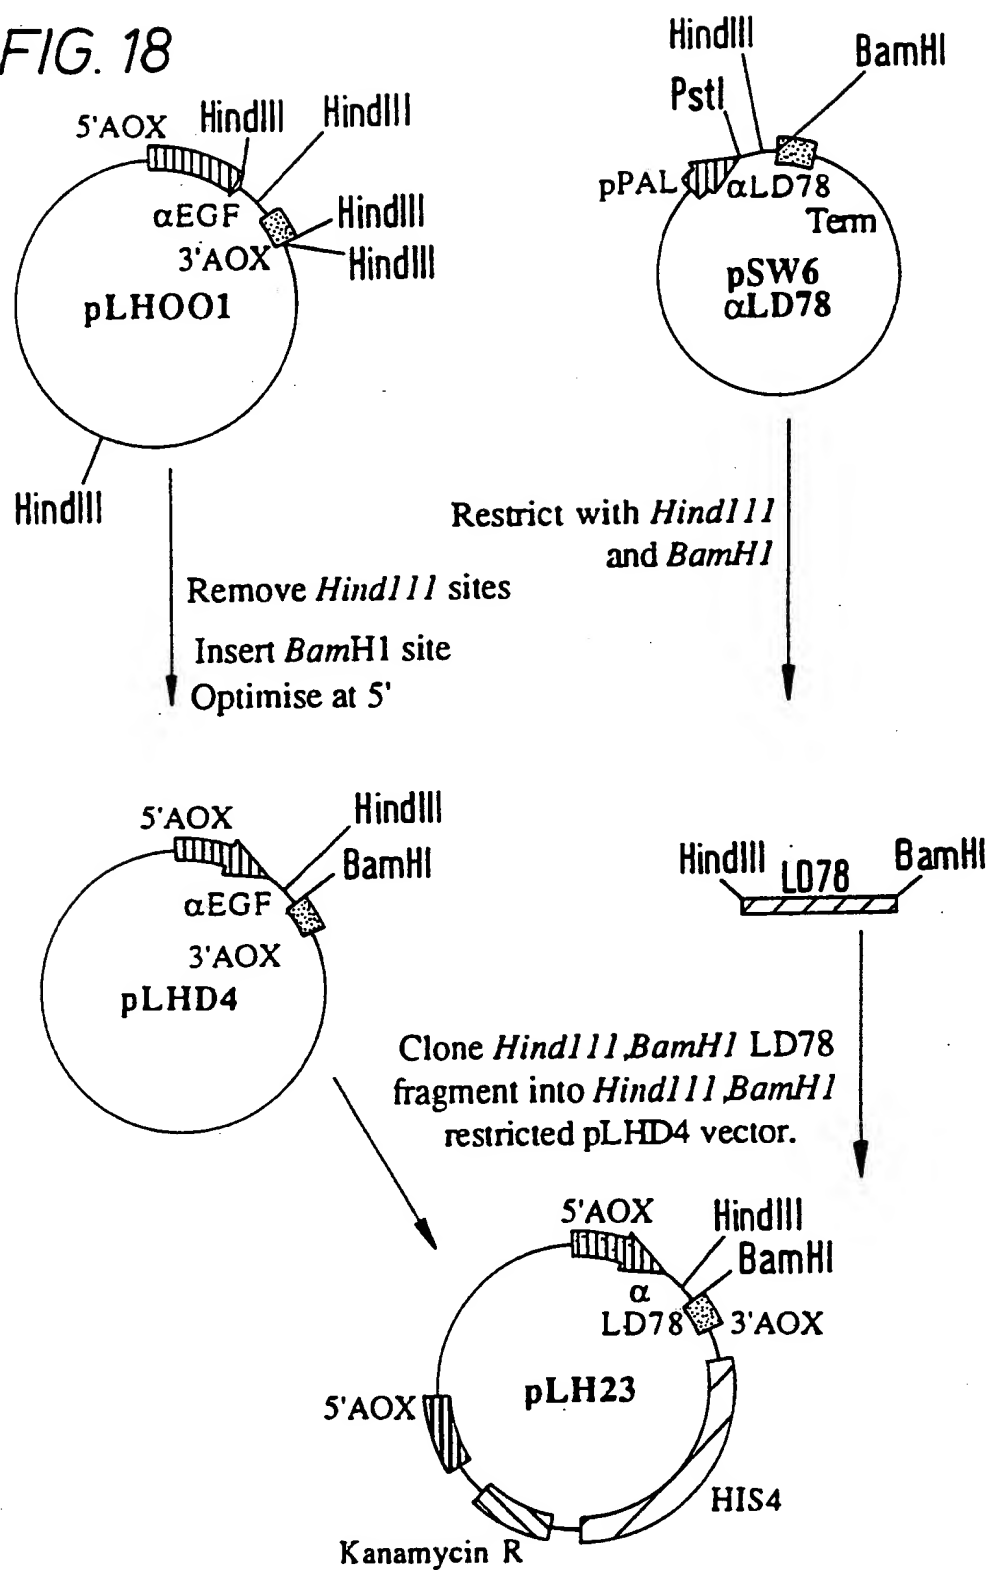 FIG. 18
5'AOX
HindIII
HindIII
αEGF
HindIII
3'AOX
HindIII
pLHOO1
HindIII
HindIII
BamHI
PstI
pPAL
αLD78
Term
pSW6
αLD78
Restrict with Hind111
and BamH1
Remove Hind111 sites
Insert BamH1 site
Optimise at 5'
5'AOX
HindIII
BamHI
αEGF
3'AOX
pLHD4
HindIII
LD78
BamHI
Clone Hind111,BamH1 LD78
fragment into Hind111,BamH1
restricted pLHD4 vector.
5'AOX
HindIII
BamHI
α
LD78
3'AOX
pLH23
5'AOX
HIS4
Kanamycin R